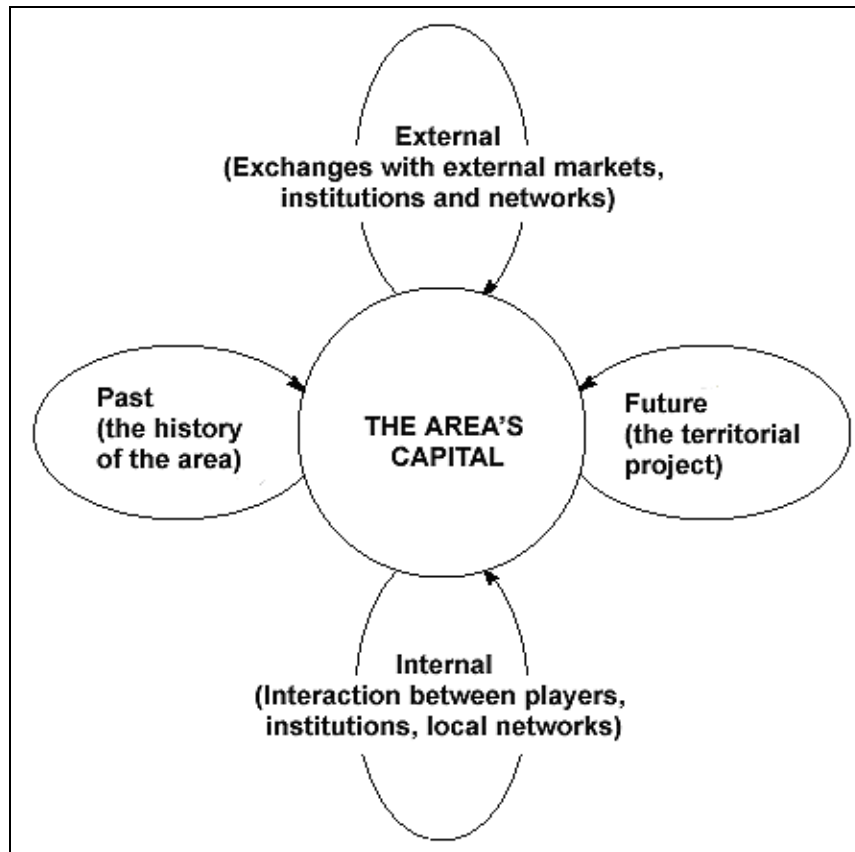 External
(Exchanges with external markets,
institutions and networks)
Past
(the history
of the area)
THE AREA'S
CAPITAL
Future
(the territorial
project)
Internal
(Interaction between players,
institutions, local networks)